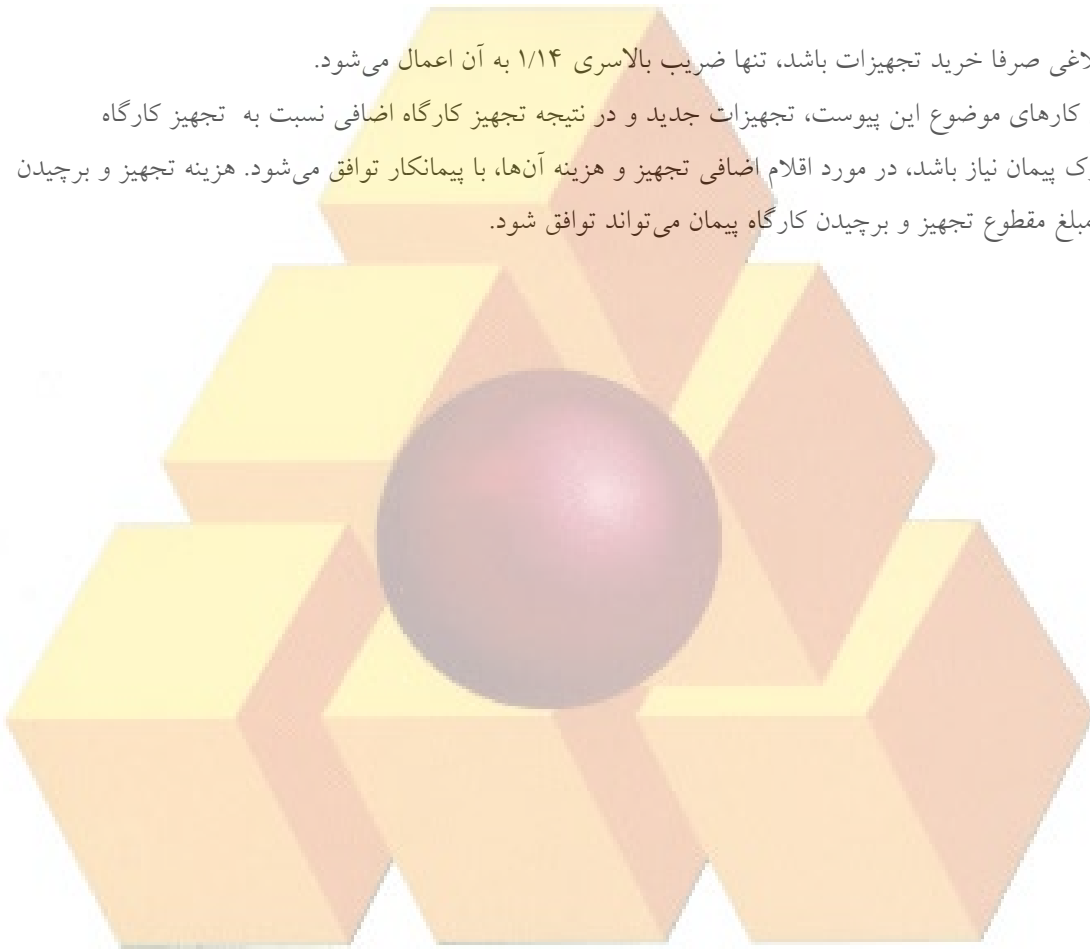 لاغی صرفا خرید تجهیزات باشد، تنها ضریب بالاسری ۱/۱۴ به آن اعمال می‌شود.
کارهای موضوع این پیوست، تجهیزات جدید و در نتیجه تجهیز کارگاه اضافی نسبت به تجهیز کارگاه
ک پیمان نیاز باشد، در مورد اقلام اضافی تجهیز و هزینه آن‌ها، با پیمانکار توافق می‌شود. هزینه تجهیز و برچیدن
مبلغ مقطوع تجهیز و برچیدن کارگاه پیمان می‌تواند توافق شود.